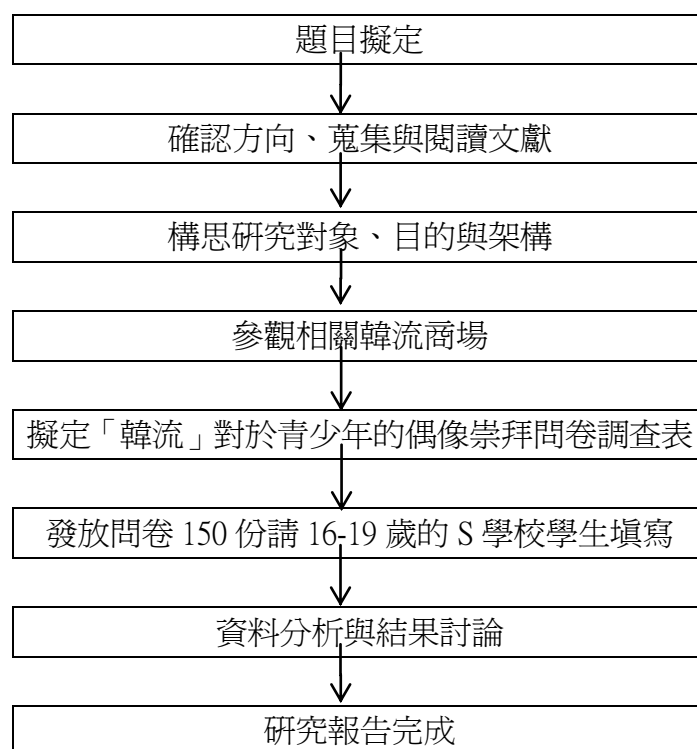 題目擬定
確認方向、蒐集與閱讀文獻
構思研究對象、目的與架構
參觀相關韓流商場
擬定「韓流」對於青少年的偶像崇拜問卷調查表
發放問卷 150 份請 16-19 歲的 S 學校學生填寫
資料分析與結果討論
研究報告完成